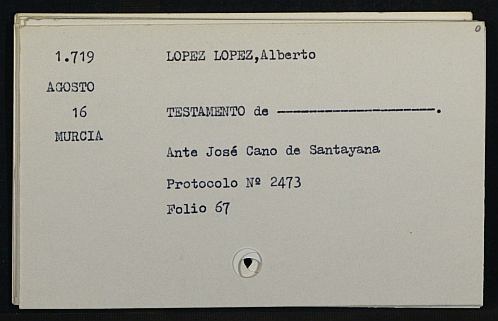 1.719 LOPEZ LOPEZ,Alberto
AGOSTO
16 TESTAMENTO de ------------------.
MURCIA
Ante José Cano de Santayana
Protocolo Nº 2473
Folio 67